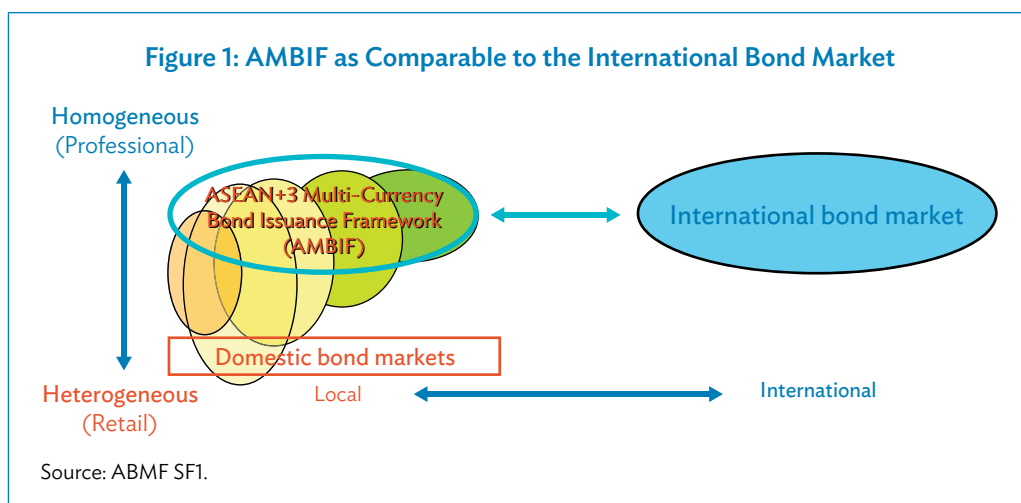 Figure 1: AMBIF as Comparable to the International Bond Market
Homogeneous
(Professional)
ASEAN+3 Multi-Currency
Bond Issuance Framework
(AMBIF)
International bond market
Domestic bond markets
Heterogeneous
(Retail)
Local
International
Source: ABMF SF1.